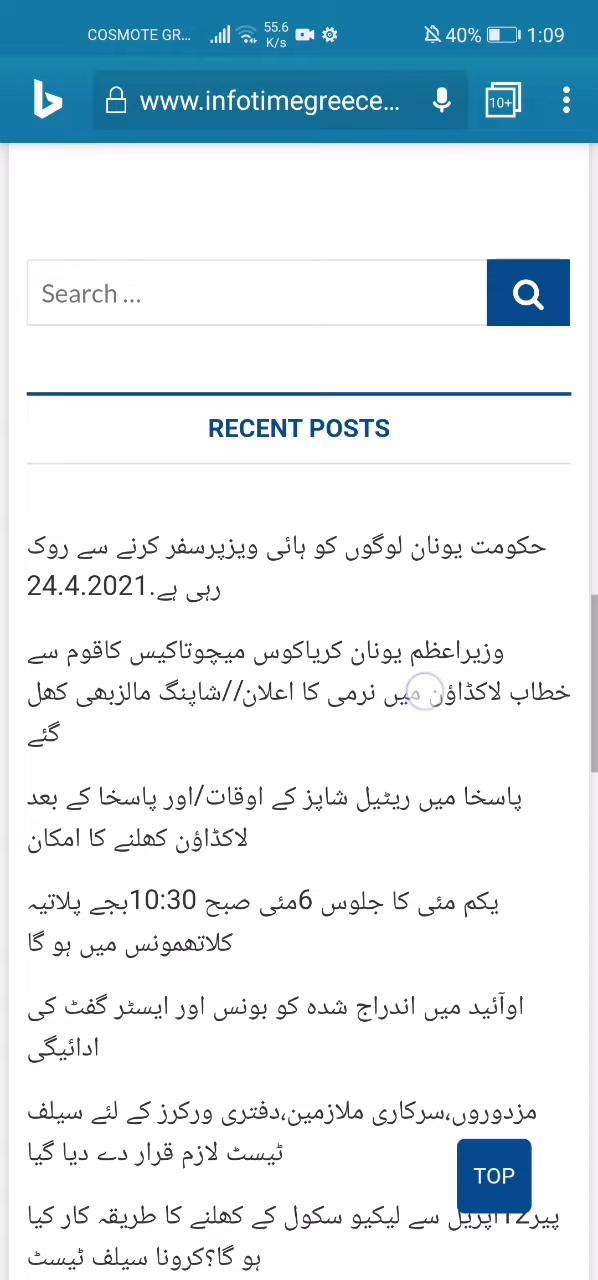 COSMOTE GR...
55.6
K/s
40%
1:09
www.infotimegreece...
10+
Search ...
RECENT POSTS
حکومت یونان لوگوں کو ہائی ویزپرسفر کرنے سے روک
رہی ہے.24.4.2021
وزیراعظم یونان کریاکوس میچوتاکیس کاقوم سے
خطاب لاکڈاؤن میں نرمی کا اعلان//شاپنگ مالزبھی کھل
گئے
پاسخا میں ریٹیل شاپز کے اوقات/اور پاسخا کے بعد
لاکڈاؤن کھلنے کا امکان
یکم مئی کا جلوس 6مئی صبح 10:30بجے پلاتیہ
کلاتھمونس میں ہو گا
اوآئید میں اندراج شدہ کو بونس اور ایسٹر گفٹ کی
ادائیگی
مزدوروں،سرکاری ملازمین،دفتری ورکرز کے لئے سیلف
ٹیسٹ لازم قرار دے دیا گیا
TOP
پیر12اپریل سے لیکیو سکول کے کھلنے کا طریقہ کار کیا
ہو گا؟کرونا سیلف ٹیسٹ